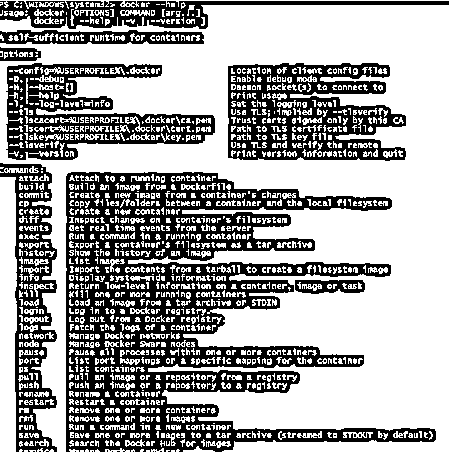 PS C:\WINDOWS\system32> docker --help
Usage: docker [OPTIONS] COMMAND [arg...]
docker [ --help | -v | --version ]
A self-sufficient runtime for containers.
Options:
--config=%USERPROFILE%\.docker Location of client config files
-D, --debug Enable debug mode
-H, --host=[] Daemon socket(s) to connect to
-h, --help Print usage
-l, --log-level=info Set the logging level
--tls Use TLS; implied by --tlsverify
--tlscacert=%USERPROFILE%\.docker\ca.pem Trust certs signed only by this CA
--tlscert=%USERPROFILE%\.docker\cert.pem Path to TLS certificate file
--tlskey=%USERPROFILE%\.docker\key.pem Path to TLS key file
--tlsverify Use TLS and verify the remote
-v, --version Print version information and quit
Commands:
attach Attach to a running container
build Build an image from a Dockerfile
commit Create a new image from a container's changes
cp Copy files/folders between a container and the local filesystem
create Create a new container
diff Inspect changes on a container's filesystem
events Get real time events from the server
exec Run a command in a running container
export Export a container's filesystem as a tar archive
history Show the history of an image
images List images
import Import the contents from a tarball to create a filesystem image
info Display system-wide information
inspect Return low-level information on a container, image or task
kill Kill one or more running containers
load Load an image from a tar archive or STDIN
login Log in to a Docker registry.
logout Log out from a Docker registry.
logs Fetch the logs of a container
network Manage Docker networks
node Manage Docker Swarm nodes
pause Pause all processes within one or more containers
port List port mappings or a specific mapping for the container
ps List containers
pull Pull an image or a repository from a registry
push Push an image or a repository to a registry
rename Rename a container
restart Restart a container
rm Remove one or more containers
rmi Remove one or more images
run Run a command in a new container
save Save one or more images to a tar archive (streamed to STDOUT by default)
search Search the Docker Hub for images
service Manage Docker services